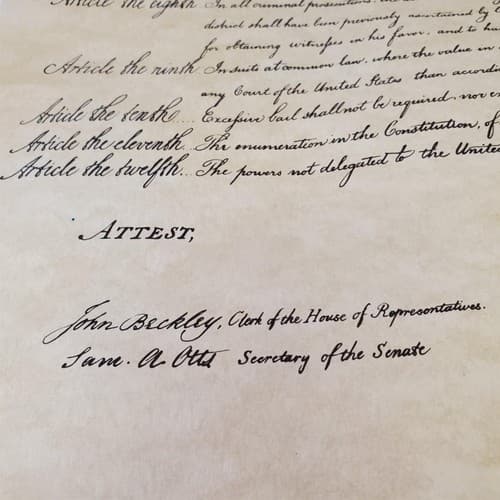 Article the eighth In all criminal prosecutions, the
district shall have been previously ascertained by
for obtaining witnesses in his favor, and to ha
Article the ninth In suits at common law, where the value in
any Court of the United States than accordi
Article the tenth.... Excessive bail shall not be required, nor ex
Article the eleventh The enumeration in the Constitution, of
Article the twelfth... The powers not delegated to the United
ATTEST,
John Beckley, Clerk of the House of Representatives.
Sam. A Otis Secretary of the Senate